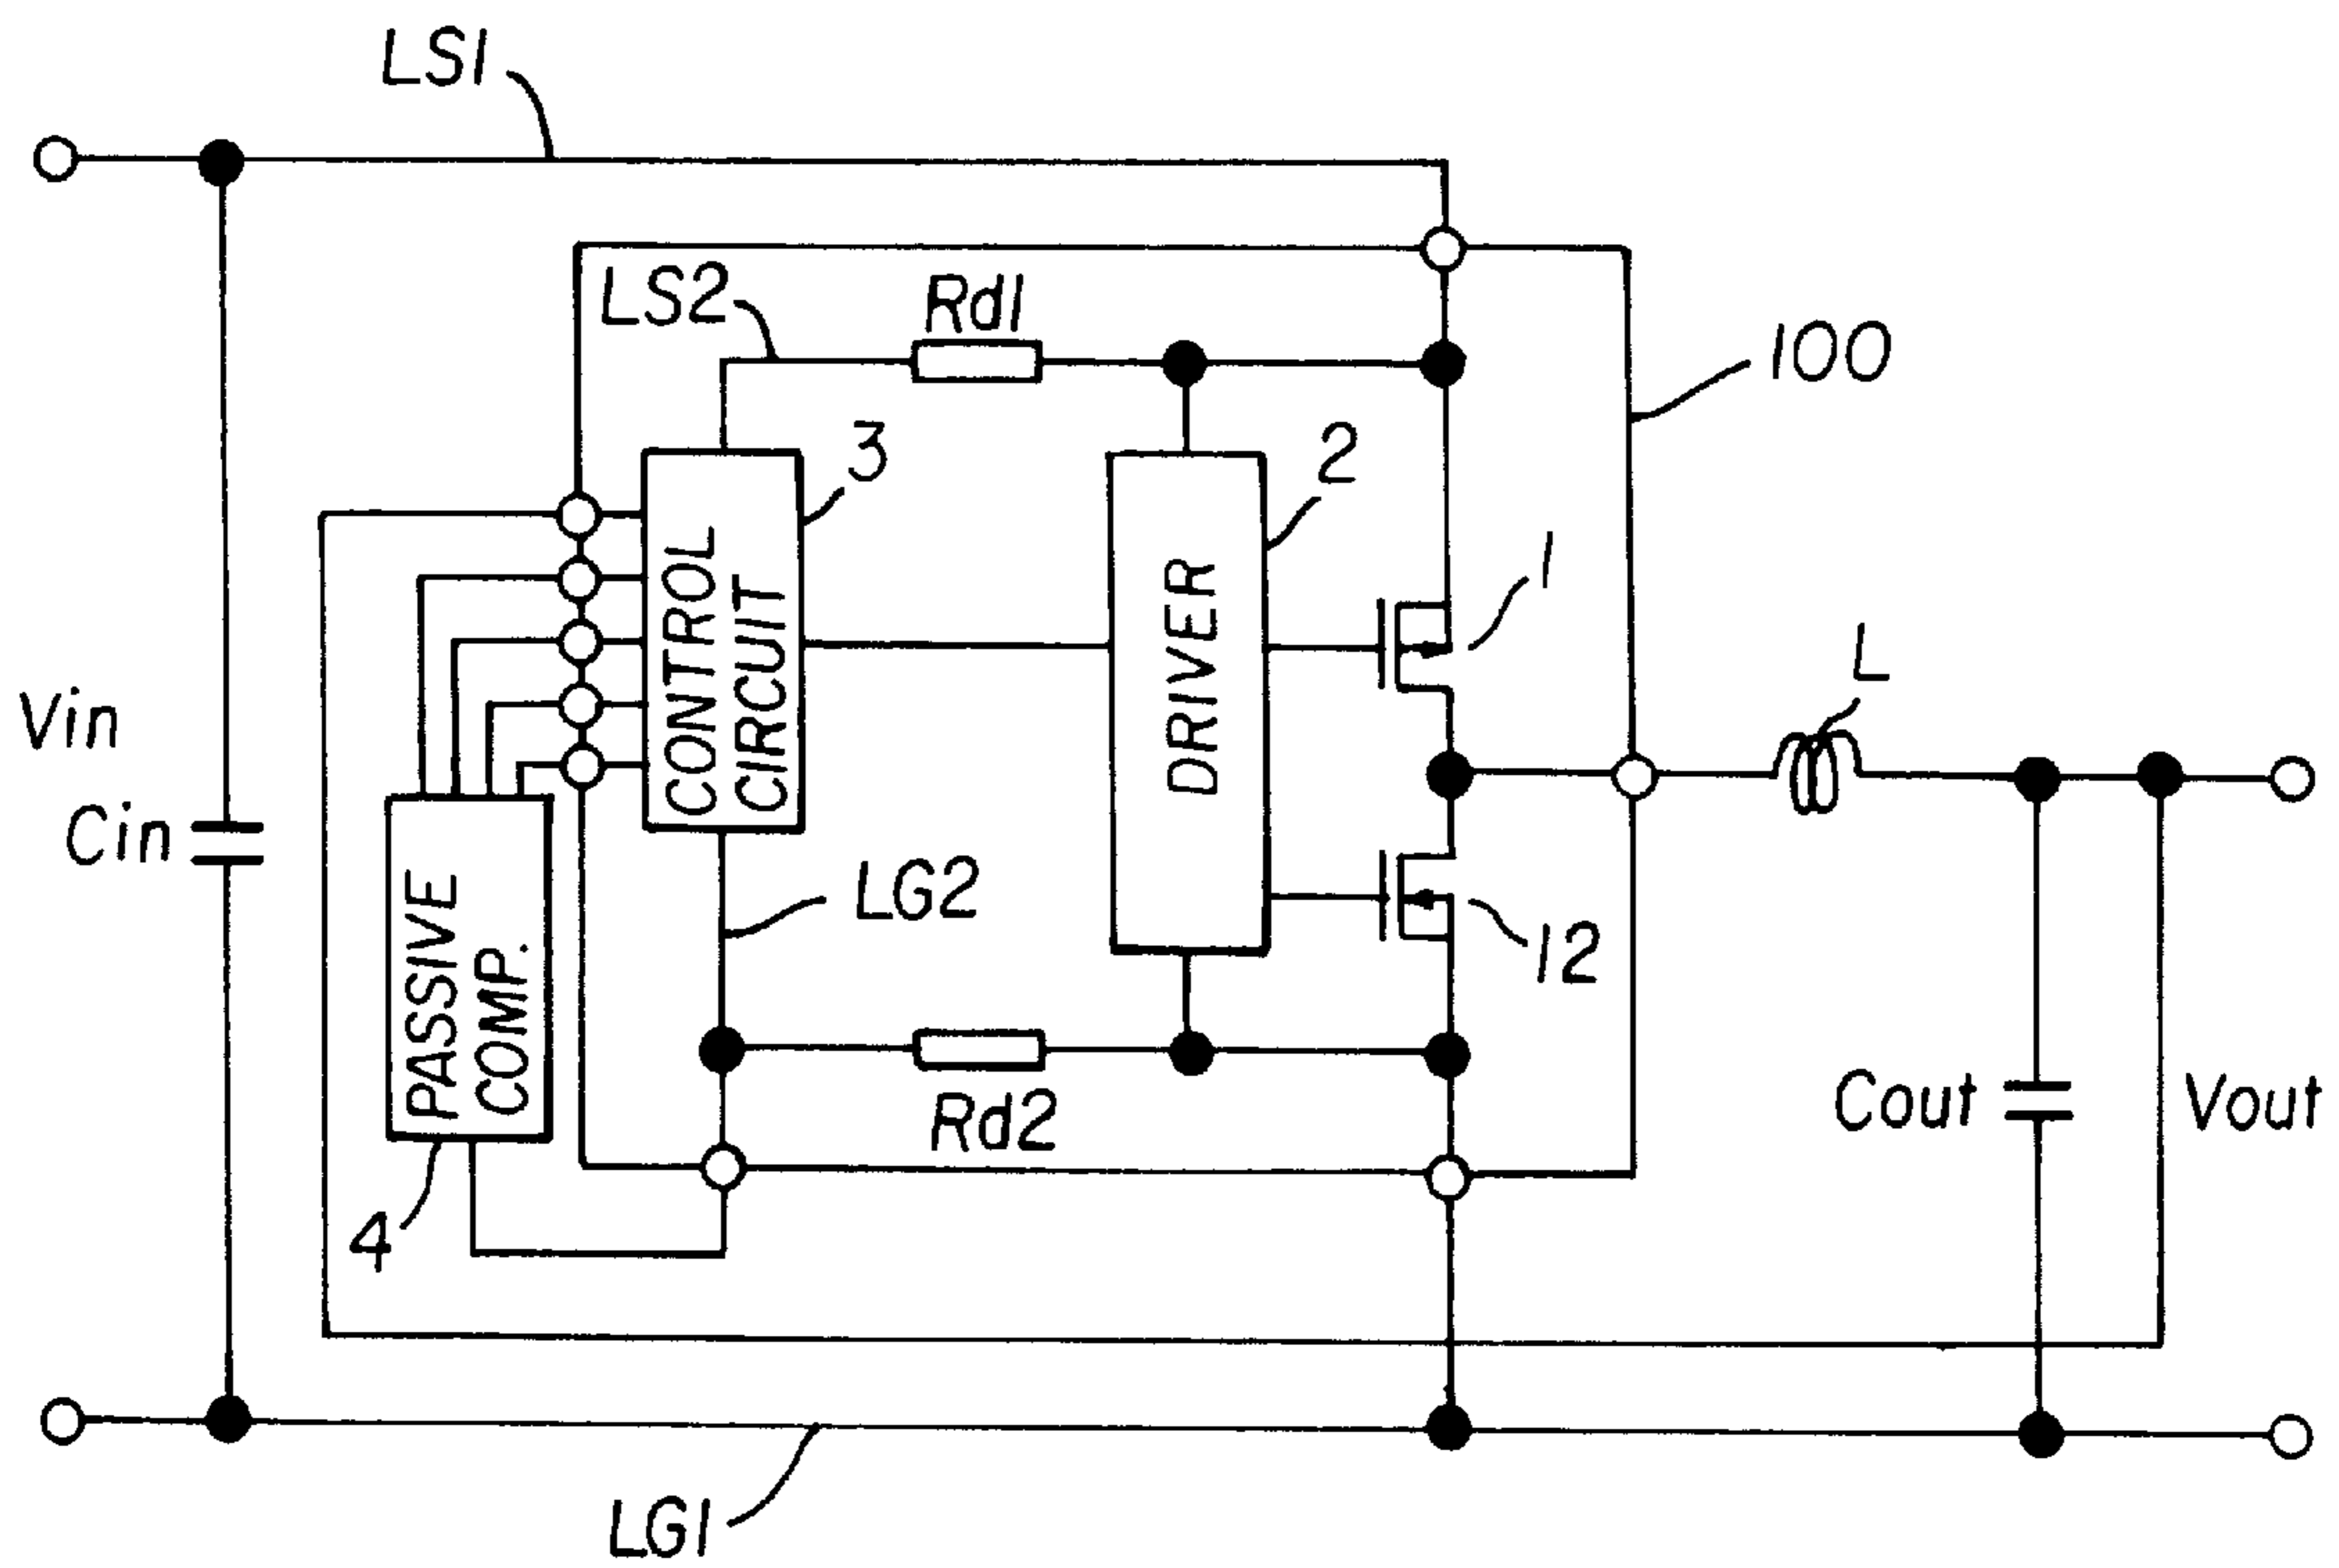 LS1
LS2
Rd1
100
3
2
CONTROL
CIRCUIT
DRIVER
1
L
Vin
Cin
LG2
12
PASSIVE
COMP.
Rd2
Cout
Vout
4
LG1